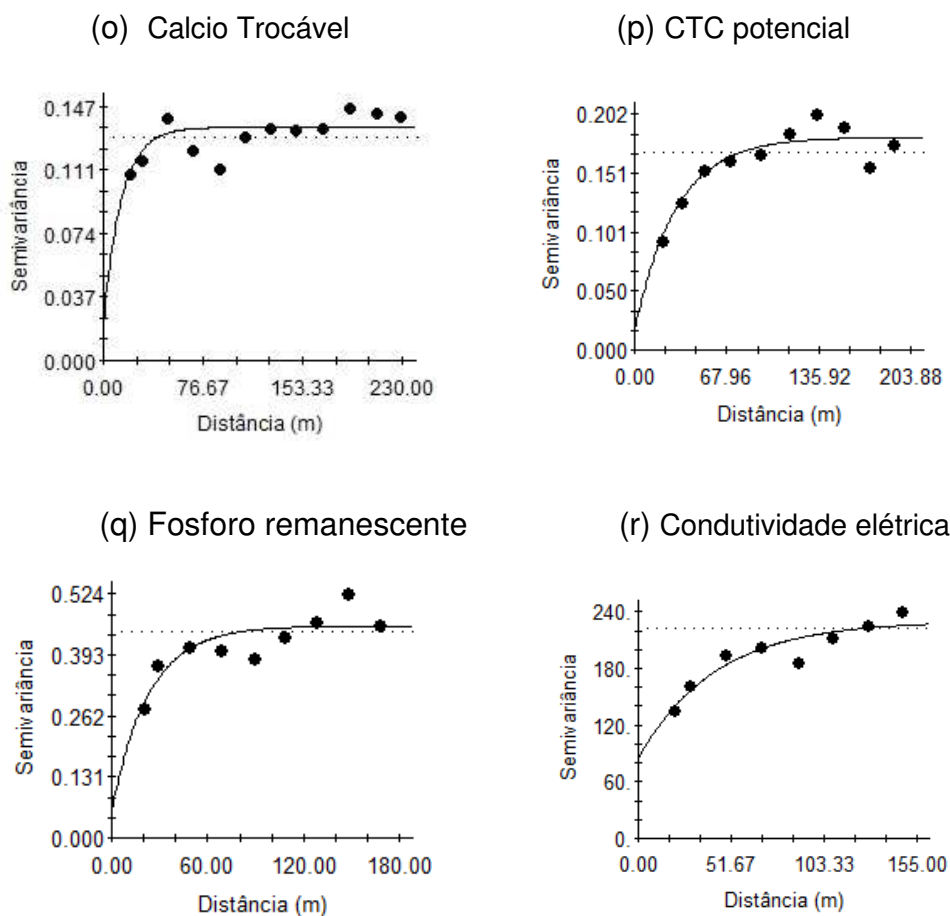 (o) Calcio Trocável
(p) CTC potencial
0.147
0.111
0.074
0.037
0.000
Semivariância
0.00 76.67 153.33 230.00
Distância (m)
0.202
0.151
0.101
0.050
0.000
Semivariância
0.00 67.96 135.92 203.88
Distância (m)
(q) Fosforo remanescente
(r) Condutividade elétrica
0.524
0.393
0.262
0.131
0.000
Semivariância
0.00 60.00 120.00 180.00
Distância (m)
240.
180.
120.
60.
0.
Semivariância
0.00 51.67 103.33 155.00
Distância (m)